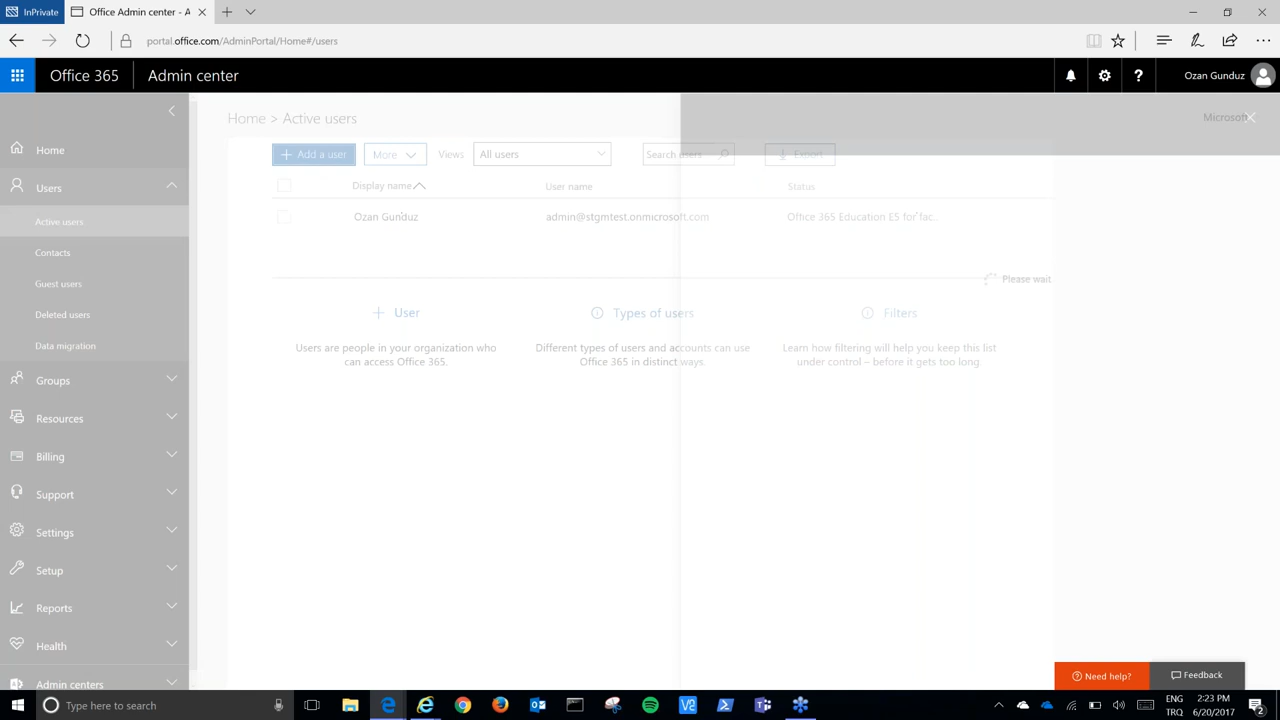 InPrivate
Office Admin center - A
portal.office.com/AdminPortal/Home#/users
Office 365
Admin center
Ozan Gunduz
Home > Active users
Microsoft
Home
Users
Active users
Contacts
Guest users
Deleted users
Data migration
Groups
Resources
Billing
Support
Settings
Setup
Reports
Health
Admin centers
Add a user
More
Views
All users
Search users
Export
Display name
User name
Status
Ozan Gunduz
admin@stgmtest.onmicrosoft.com
Office 365 Education E5 for fac...
Please wait
User
Types of users
Filters
Users are people in your organization who
can access Office 365.
Different types of users and accounts can use
Office 365 in distinct ways.
Learn how filtering will help you keep this list
under control – before it gets too long.
Need help?
Feedback
Type here to search
ENG
TRQ
2:23 PM
6/20/2017
2